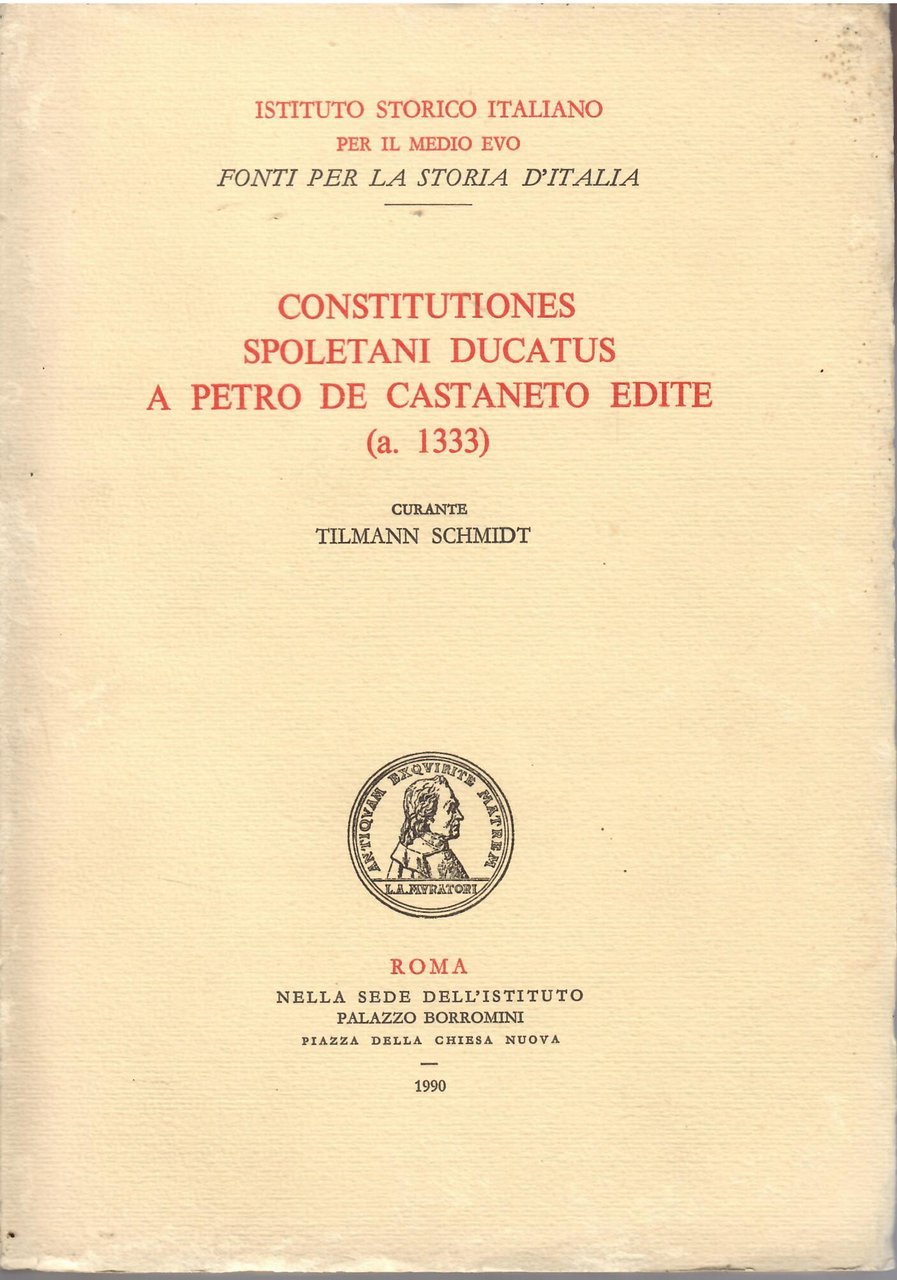 ISTITUTO STORICO ITALIANO
PER IL MEDIO EVO
FONTI PER LA STORIA D'ITALIA
CONSTITUTIONES
SPOLETANI DUCATUS
A PETRO DE CASTANETO EDITE
(a. 1333)
CURANTE
TILMANN SCHMIDT
ANTIQVAM EXQVIRITE MATREM
L.A.MVRATORI
ROMA
NELLA SEDE DELL'ISTITUTO
PALAZZO BORROMINI
PIAZZA DELLA CHIESA NUOVA
1990